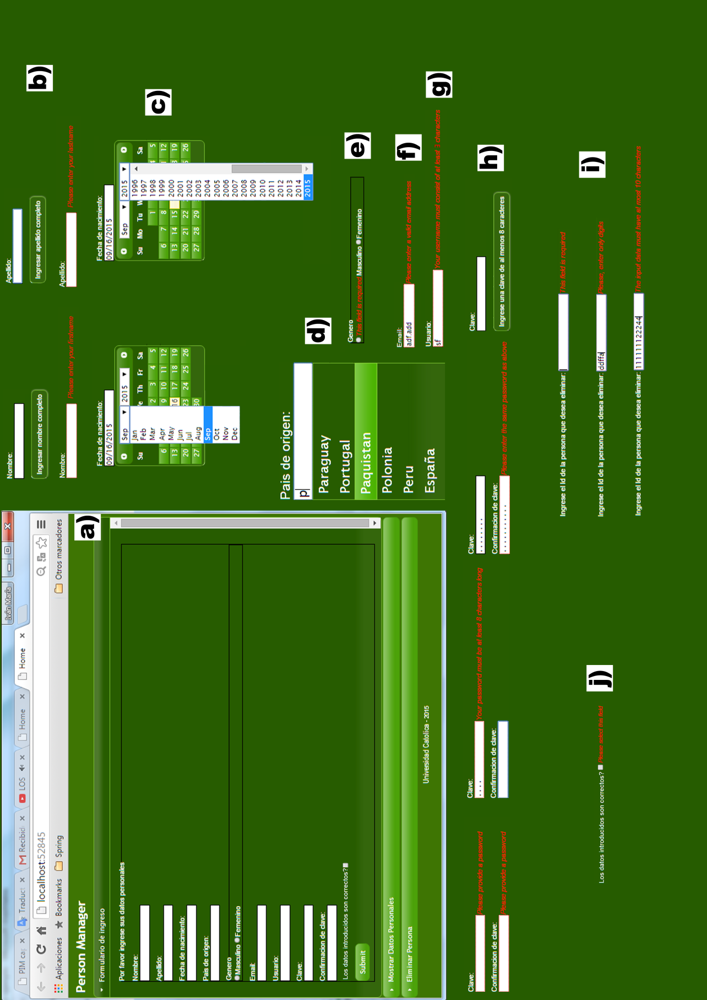 Iván María
PIM ca
Traduct
Recibid
LOS
Home
Home
localhost:52845
Aplicaciones
Bookmarks
Spring
Otros marcadores
a)
Person Manager
Formulario de ingreso
Por favor ingrese sus datos personales
Nombre:
Apellido:
Fecha de nacimiento:
Pais de origen:
Genero
Masculino Femenino
Email:
Usuario:
Clave:
Confirmacion de clave:
Los datos introducidos son correctos?
Submit
Mostrar Datos Personales
Eliminar Persona
Universidad Catolica - 2015
b)
Nombre:
Ingresar nombre completo
Apellido:
Ingresar apellido completo
Nombre:
Please enter your firstname
Apellido:
Please enter your lastname
c)
Fecha de nacimiento:
09/16/2015
Sep 2015
Su Th Fr Sa
2 3 4 5
6 9 10 11 12
13 16 17 18 19
20 23 24 25 26
27 30
Jan
Feb
Mar
Apr
May
Jun
Jul
Aug
Sep
Oct
Nov
Dec
Fecha de nacimiento:
09/16/2015
Sep 2015
Su Mo Tu Sa
1 5
6 7 8 12
13 14 15 19
20 21 22 26
27 28 29
1996
1997
1998
1999
2000
2001
2002
2003
2004
2005
2006
2007
2008
2009
2010
2011
2012
2013
2014
2015
d)
Pais de origen:
p
Paraguay
Portugal
Paquistan
Polonia
Peru
España
e)
Genero
This field is required Masculino Femenino
f)
Email:
adf.add Please enter a valid email address
g)
Usuario:
sf Your username must consist of at least 3 characters
h)
Clave:
Please provide a password
Confirmacion de clave:
Please provide a password
Clave:
.... Your password must be at least 8 characters long
Confirmacion de clave:
Clave:
........
Confirmacion de clave:
.......... Please enter the same password as above
Clave:
Ingrese una clave de al menos 8 caracteres
i)
Ingrese el Id de la persona que desea eliminar: This field is required
Ingrese el Id de la persona que desea eliminar: ddffa Please, enter only digits
Ingrese el Id de la persona que desea eliminar: 1111111122244 The input data must have at most 10 characters
j)
Los datos introducidos son correctos? Please select this field